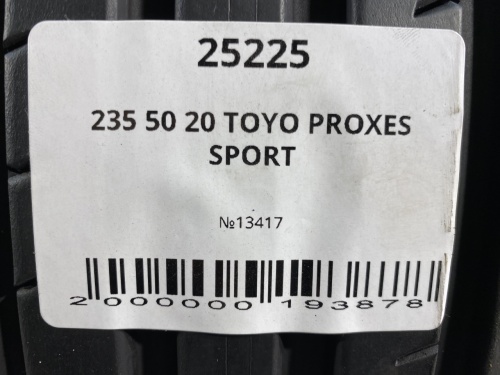 25225
235 50 20 TOYO PROXES
SPORT
№13417
2 000000 193878